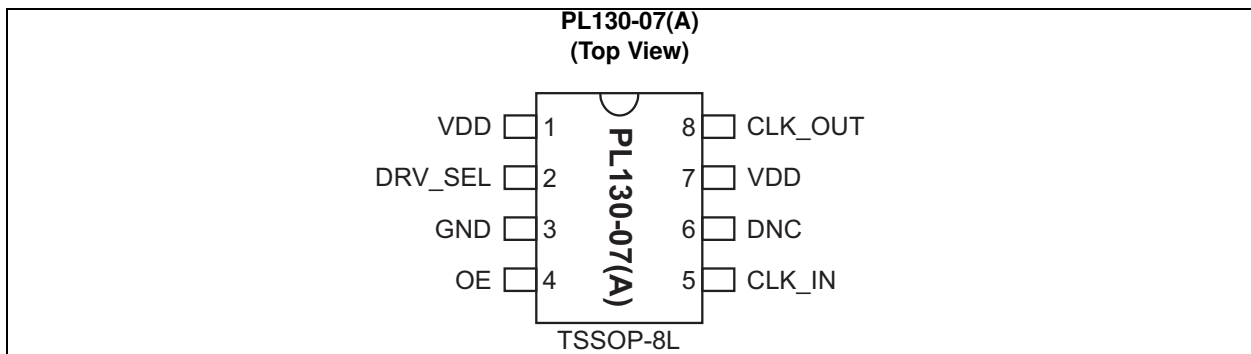 PL130-07(A)
(Top View)
VDD 1 8 CLK_OUT
DRV_SEL 2 7 VDD
GND 3 6 DNC
OE 4 5 CLK_IN
PL130-07(A)
TSSOP-8L